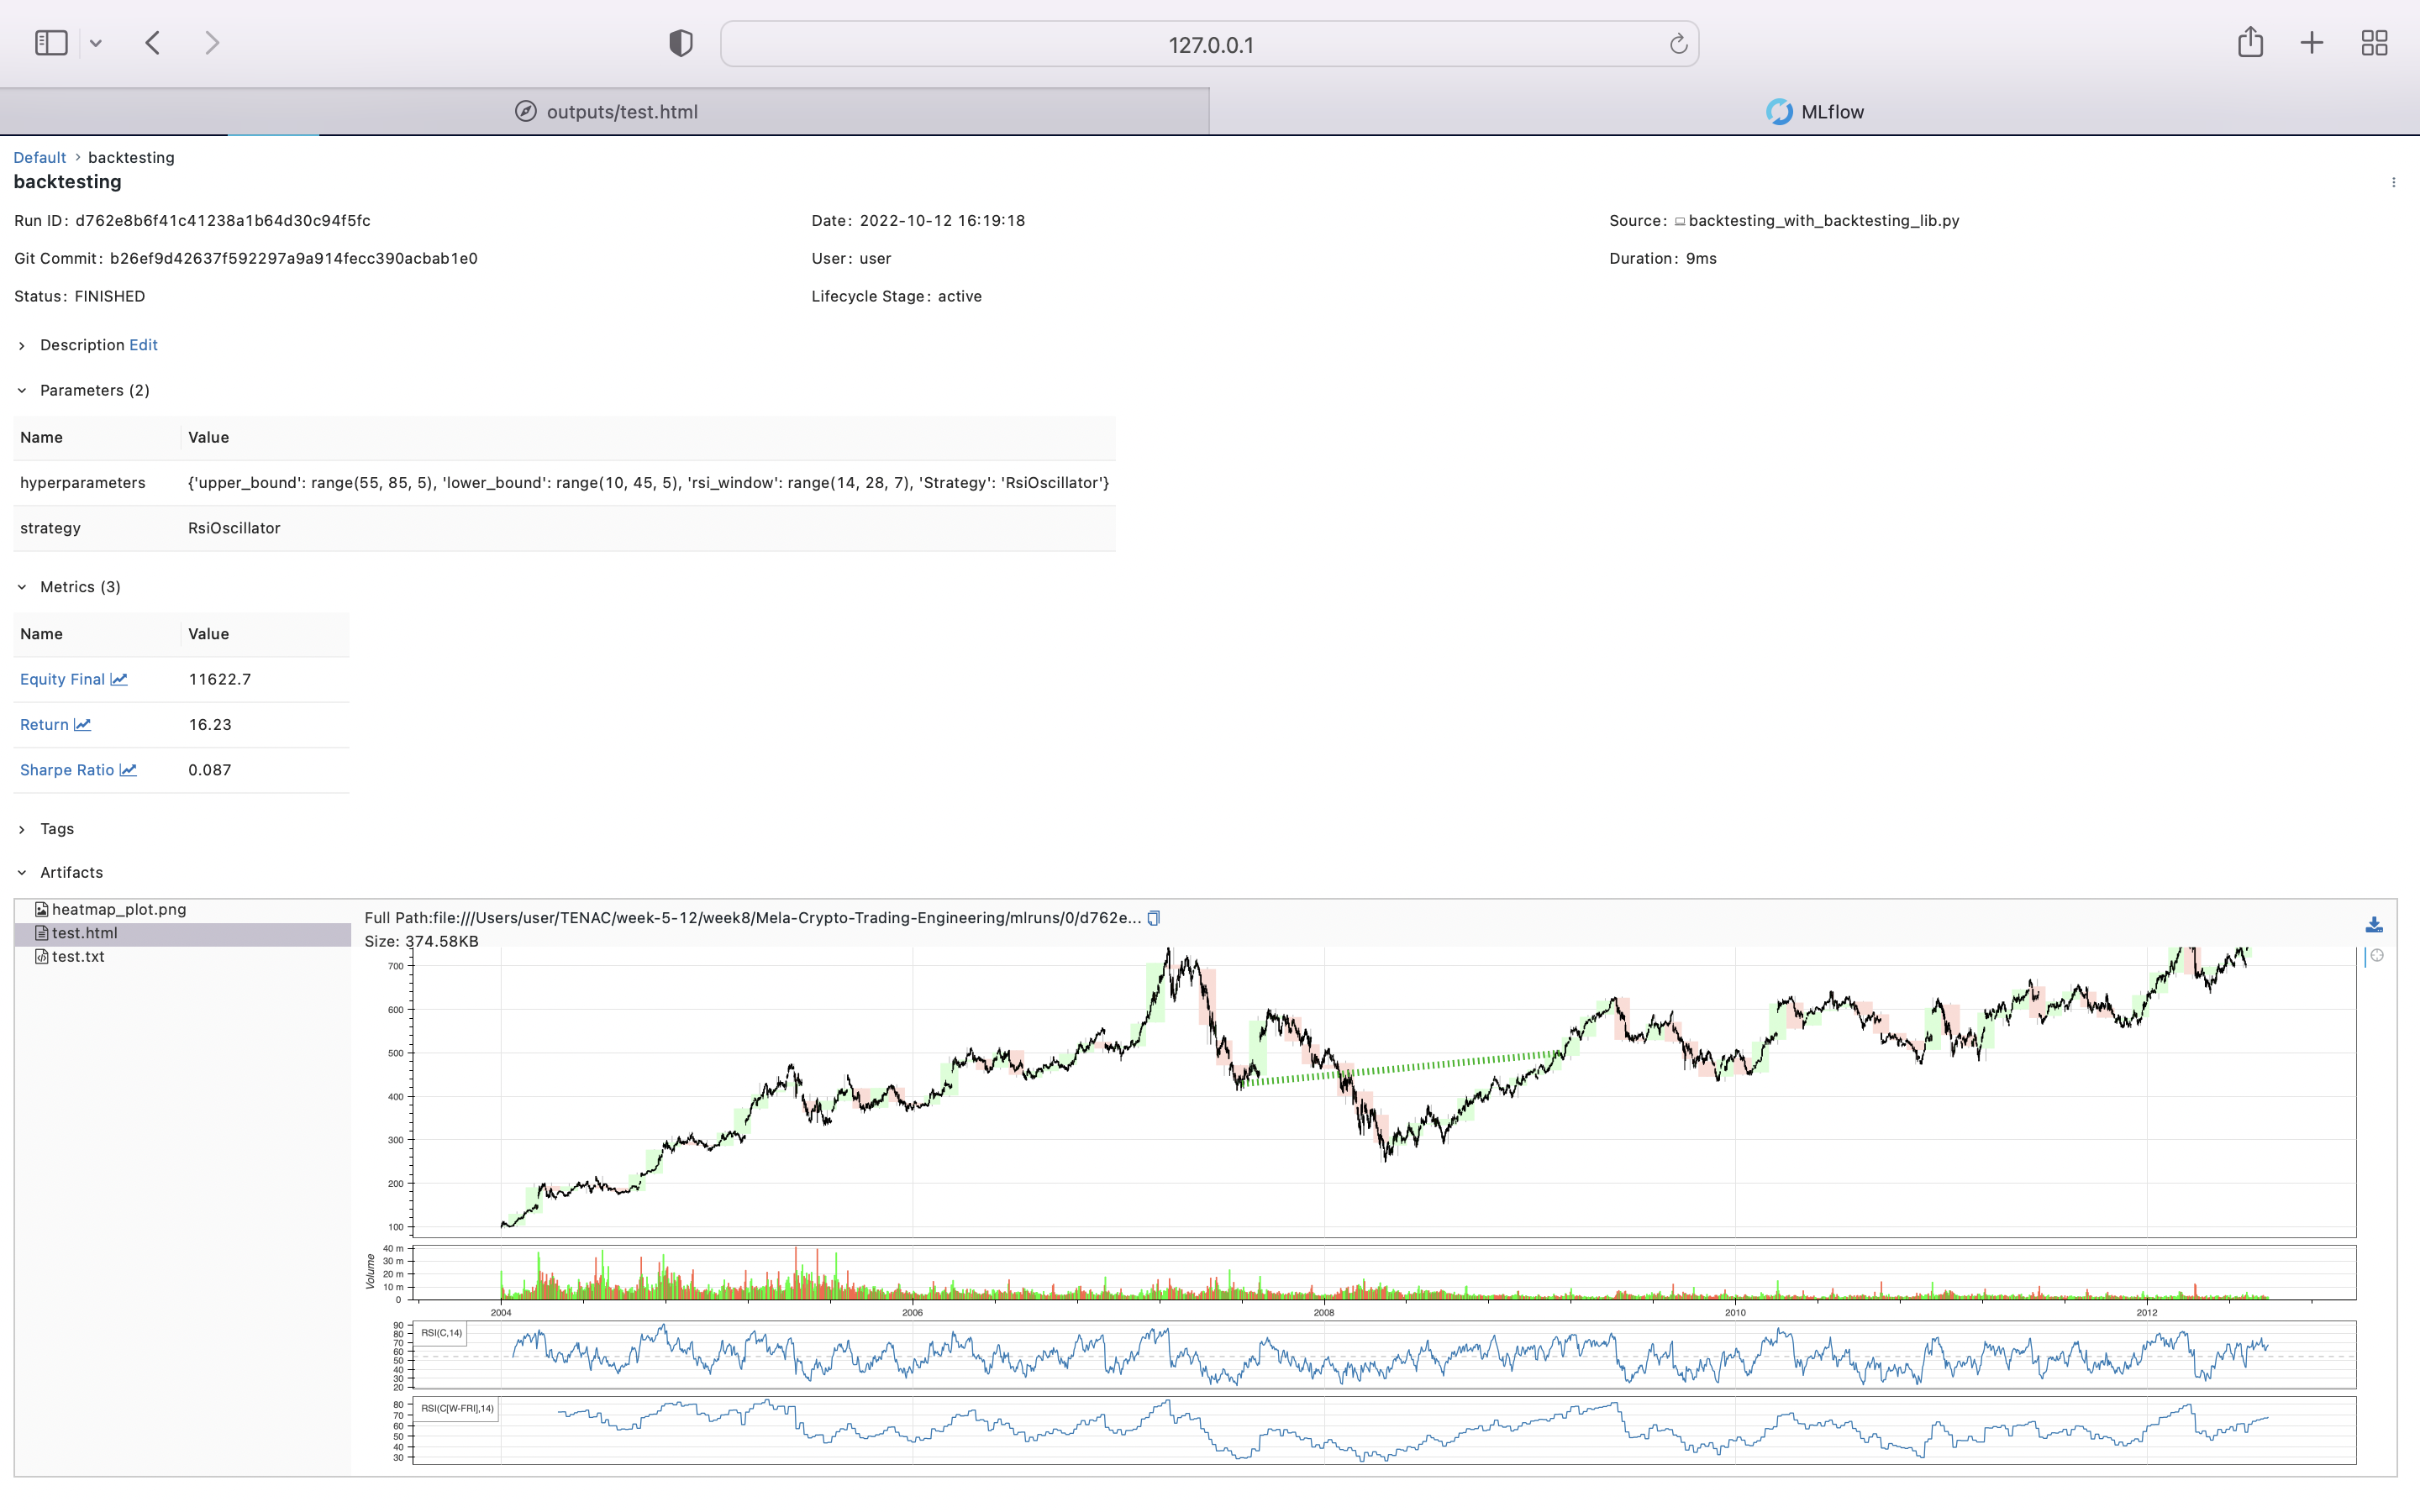 127.0.0.1
outputs/test.html
MLflow
Default › backtesting
backtesting
Run ID: d762e8b6f41c41238a1b64d30c94f5fc
Date: 2022-10-12 16:19:18
Source: backtesting_with_backtesting_lib.py
Git Commit: b26ef9d42637f592297a9a914fecc390acbab1e0
User: user
Duration: 9ms
Status: FINISHED
Lifecycle Stage: active
Description Edit
Parameters (2)
Name Value
hyperparameters {'upper_bound': range(55, 85, 5), 'lower_bound': range(10, 45, 5), 'rsi_window': range(14, 28, 7), 'Strategy': 'RsiOscillator'}
strategy RsiOscillator
Metrics (3)
Name Value
Equity Final 11622.7
Return 16.23
Sharpe Ratio 0.087
Tags
Artifacts
heatmap_plot.png
test.html
test.txt
Full Path:file:///Users/user/TENAC/week-5-12/week8/Mela-Crypto-Trading-Engineering/mlruns/0/d762e...
Size: 374.58KB
700
600
500
400
300
200
100
Volume
40 m
30 m
20 m
10 m
0
2004 2006 2008 2010 2012
RSI(C,14)
90
80
70
60
50
40
30
20
RSI(C[W-FRI],14)
80
70
60
50
40
30